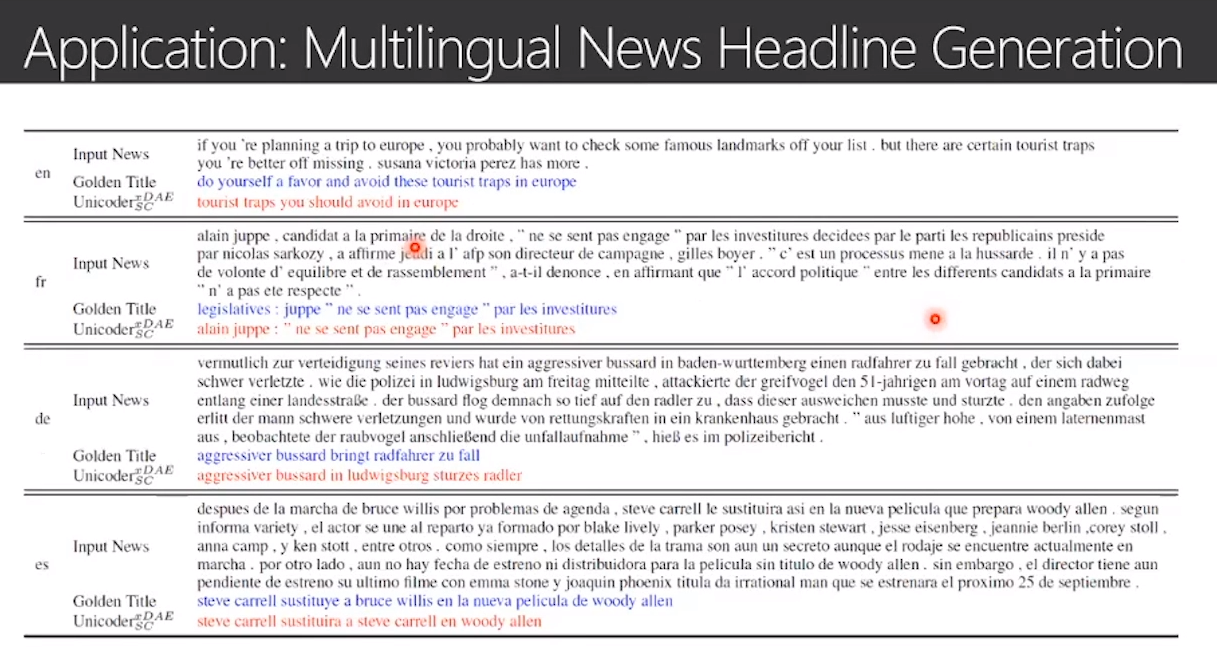 Application: Multilingual News Headline Generation
en
Input News
if you 're planning a trip to europe , you probably want to check some famous landmarks off your list . but there are certain tourist traps
you 're better off missing . susana victoria perez has more .
Golden Title
do yourself a favor and avoid these tourist traps in europe
Unicoder^{xDAE}_{SC}
tourist traps you should avoid in europe
fr
Input News
alain juppe , candidat a la primaire de la droite , " ne se sent pas engage " par les investitures decidees par le parti les republicains preside
par nicolas sarkozy , a affirme jeudi a l' afp son directeur de campagne , gilles boyer . " c' est un processus mene a la hussarde . il n' y a pas
de volonte d' equilibre et de rassemblement " , a-t-il denonce , en affirmant que " l' accord politique " entre les differents candidats a la primaire
" n' a pas ete respecte " .
Golden Title
legislatives : juppe " ne se sent pas engage " par les investitures
Unicoder^{xDAE}_{SC}
alain juppe : " ne se sent pas engage " par les investitures
de
Input News
vermutlich zur verteidigung seines reviers hat ein aggressiver bussard in baden-wurttemberg einen radfahrer zu fall gebracht , der sich dabei
schwer verletzte . wie die polizei in ludwigsburg am freitag mitteilte , attackierte der greifvogel den 51-jahrigen am vortag auf einem radweg
entlang einer landesstraße . der bussard flog demnach so tief auf den radler zu , dass dieser ausweichen musste und sturzte . den angaben zufolge
erlitt der mann schwere verletzungen und wurde von rettungskraften in ein krankenhaus gebracht . " aus luftiger hohe , von einem laternenmast
aus , beobachtete der raubvogel anschließend die unfallaufnahme " , hieß es im polizeibericht .
Golden Title
aggressiver bussard bringt radfahrer zu fall
Unicoder^{xDAE}_{SC}
aggressiver bussard in ludwigsburg sturzes radler
es
Input News
despues de la marcha de bruce willis por problemas de agenda , steve carrell le sustituira asi en la nueva pelicula que prepara woody allen . segun
informa variety , el actor se une al reparto ya formado por blake lively , parker posey , kristen stewart , jesse eisenberg , jeannie berlin ,corey stoll ,
anna camp , y ken stott , entre otros . como siempre , los detalles de la trama son aun un secreto aunque el rodaje se encuentre actualmente en
marcha . por otro lado , aun no hay fecha de estreno ni distribuidora para la pelicula sin titulo de woody allen . sin embargo , el director tiene aun
pendiente de estreno su ultimo filme con emma stone y joaquin phoenix titula da irrational man que se estrenara el proximo 25 de septiembre .
Golden Title
steve carrell sustituye a bruce willis en la nueva pelicula de woody allen
Unicoder^{xDAE}_{SC}
steve carrell sustituira a steve carrell en woody allen